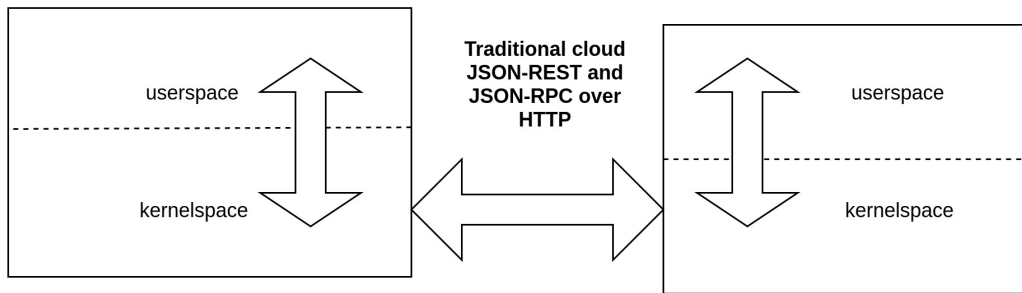 userspace
kernelspace
Traditional cloud
JSON-REST and
JSON-RPC over
HTTP
userspace
kernelspace